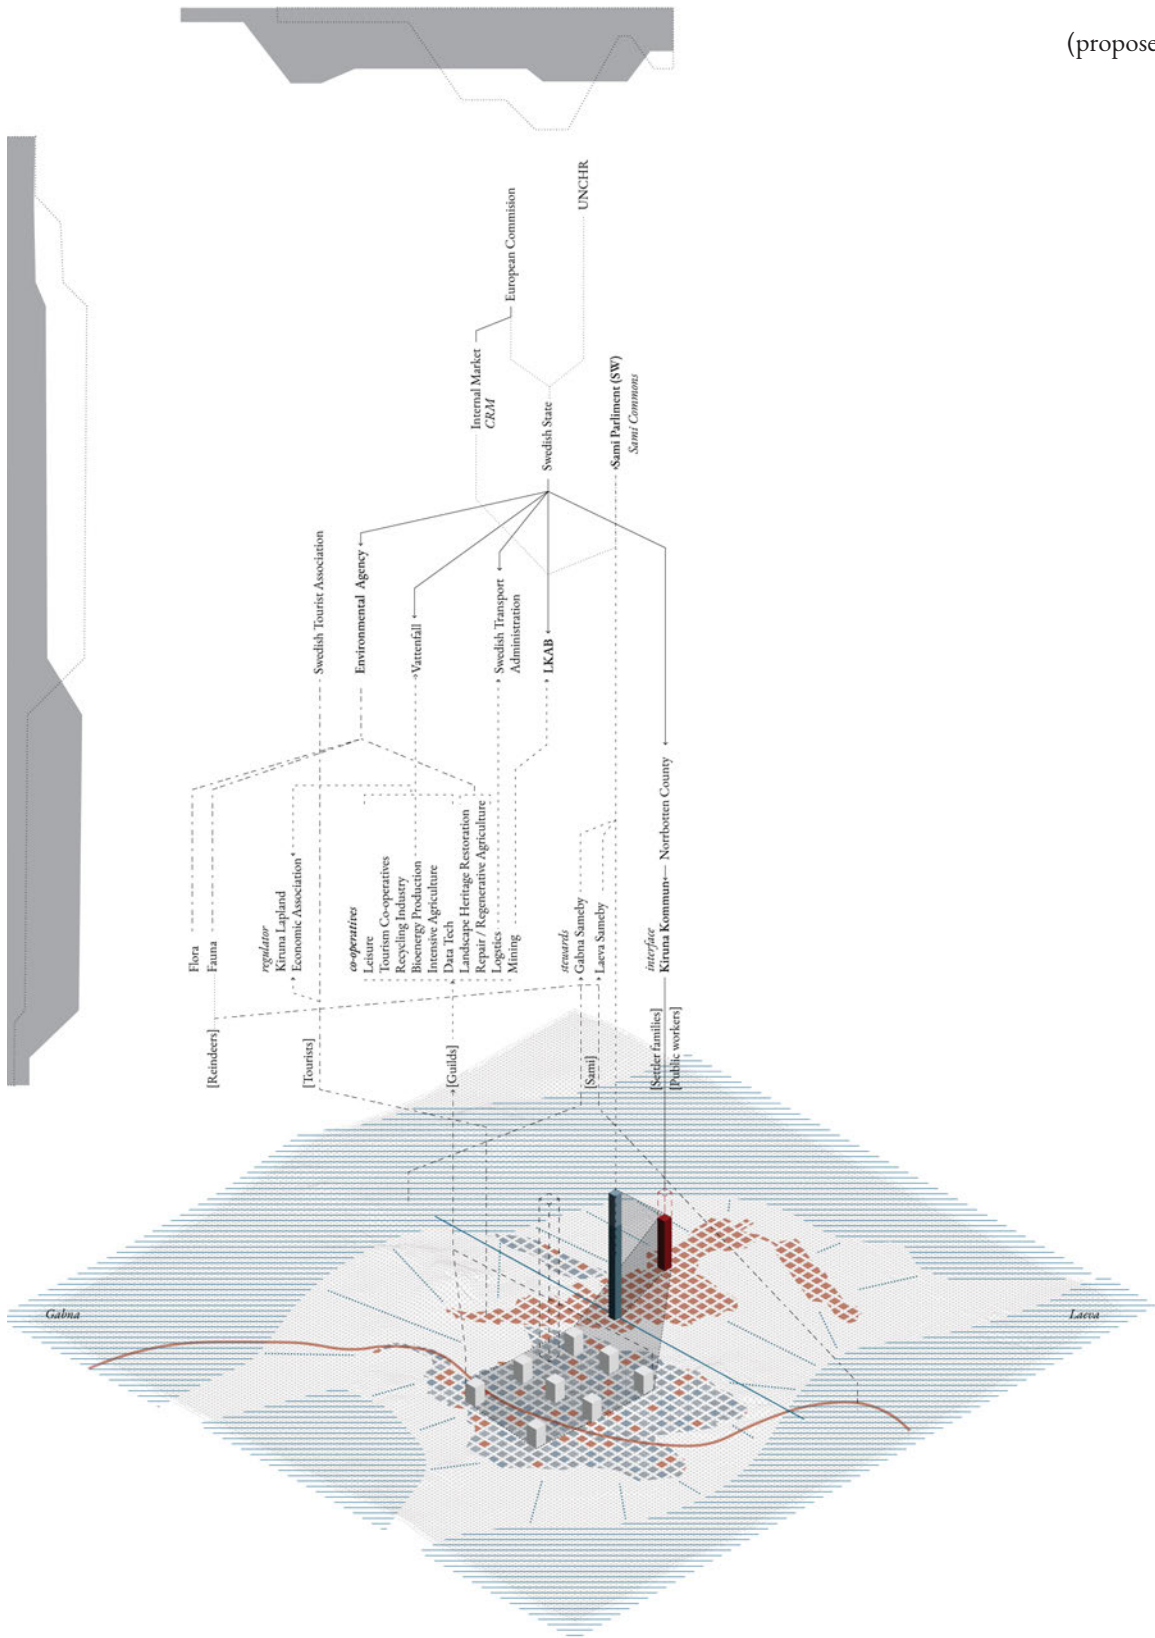 (propose
UNCHR
European Commision
Internal Market
CRM
Swedish State
Sami Parliment (SW)
Sami Commons
Swedish Tourist Association
Environmental Agency
Vattenfall
Swedish Transport
Administration
LKAB
Norrbotten County
Flora
Fauna
regulator
Kiruna Lapland
Economic Association
co-operatives
Leisure
Tourism Co-operatives
Recycling Industry
Bioenergy Production
Intensive Agriculture
Data Tech
Landscape Heritage Restoration
Repair / Regenerative Agriculture
Logstics
Mining
stewards
Gabna Sameby
Laeva Sameby
interface
Kiruna Kommun
[Reindeers]
[Tourists]
[Guilds]
[Sami]
[Settler families]
[Public workers]
Gabna
Laeva